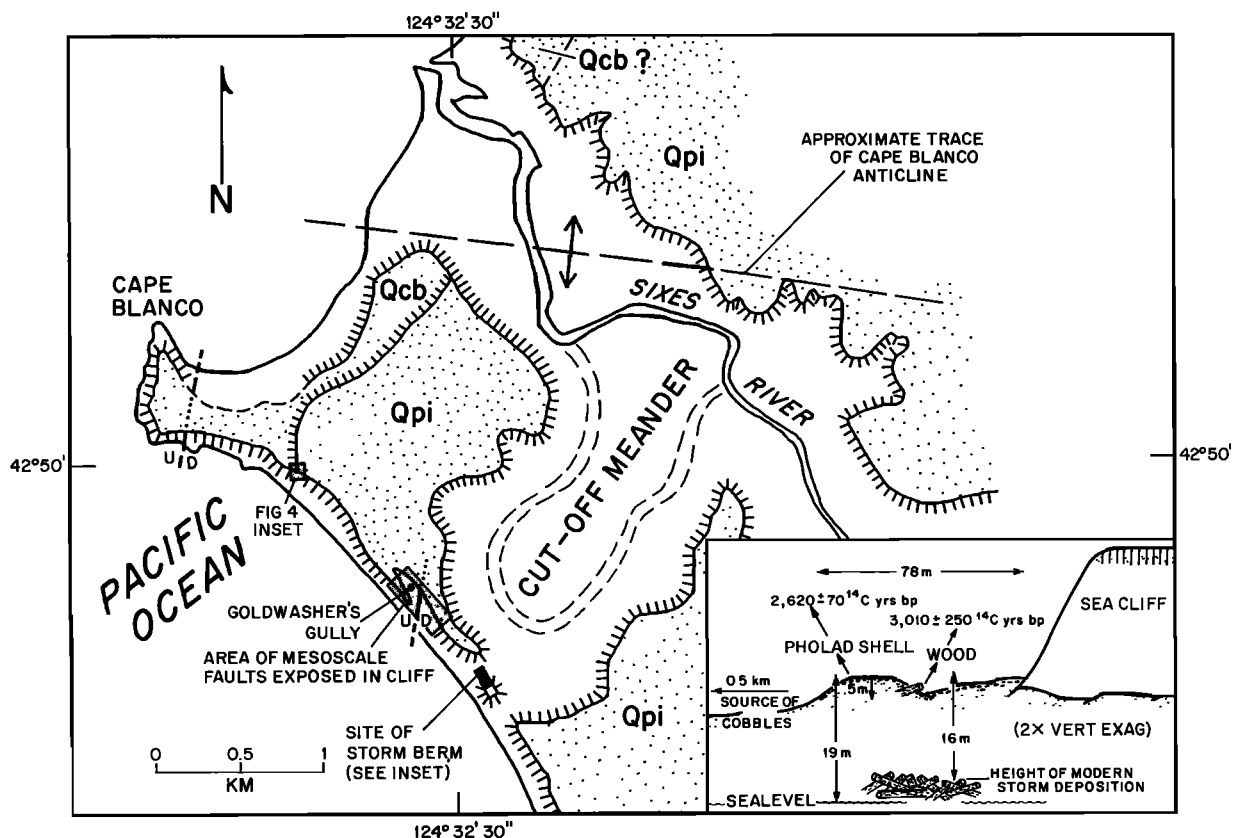 124° 32' 30"
Qcb ?
APPROXIMATE TRACE
OF CAPE BLANCO
ANTICLINE
Qpi
N
CAPE
BLANCO
Qcb
SIXES
RIVER
Qpi
CUT-OFF MEANDER
42°50'
42°50'
U D
FIG 4
INSET
PACIFIC
OCEAN
GOLDWASHER'S
GULLY
U D
AREA OF MESOSCALE
FAULTS EXPOSED IN CLIFF
SITE OF
STORM BERM
(SEE INSET)
Qpi
0 0.5 1
KM
78 m
2,620 ± 70 ¹⁴C yrs bp
3,010 ± 250 ¹⁴C yrs bp
SEA CLIFF
PHOLAD SHELL
WOOD
0.5 km
SOURCE OF
COBBLES
.5m
(2X VERT EXAG)
19 m
16 m
HEIGHT OF MODERN
STORM DEPOSITION
SEALEVEL
124° 32' 30"